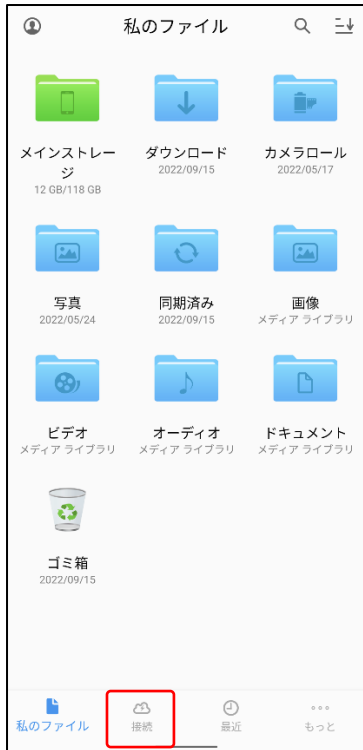 私のファイル
メインストレー
ジ
12 GB/118 GB
ダウンロード
2022/09/15
カメラロール
2022/05/17
写真
2022/05/24
同期済み
2022/09/15
画像
メディア ライブラリ
ビデオ
メディア ライブラリ
オーディオ
メディア ライブラリ
ドキュメント
メディア ライブラリ
ゴミ箱
2022/09/15
私のファイル
接続
最近
もっと